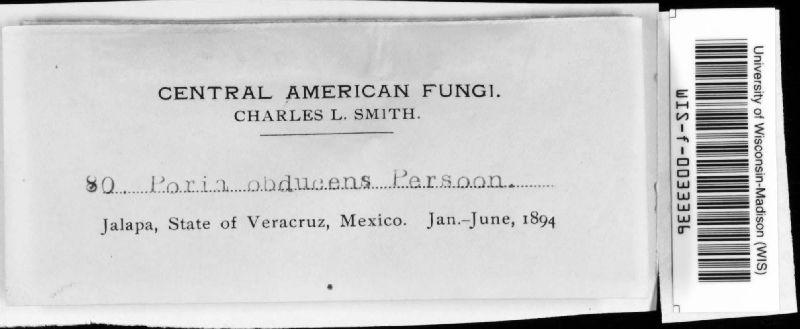 CENTRAL AMERICAN FUNGI.
CHARLES L. SMITH.
80. Poria obducens Persoon.
Jalapa, State of Veracruz, Mexico. Jan.–June, 1894
University of Wisconsin-Madison (WIS)
WIS-f-0033336